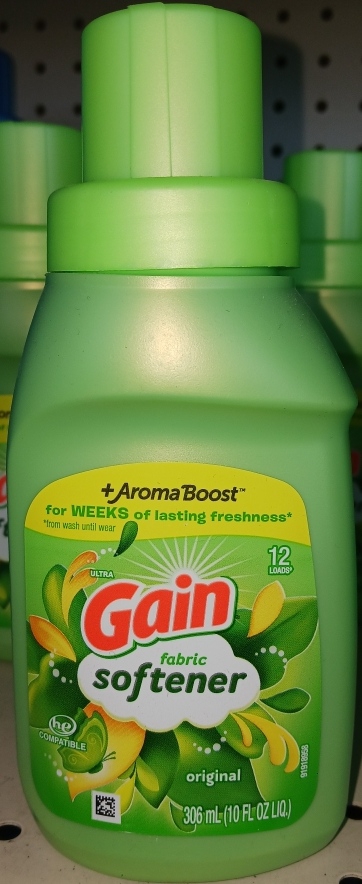 +AromaBoost™
for WEEKS of lasting freshness*
*from wash until wear
12
LOADS*
ULTRA
Gain
fabric
softener
he
COMPATIBLE
original
91918958
306 mL (10 FL OZ LIQ.)